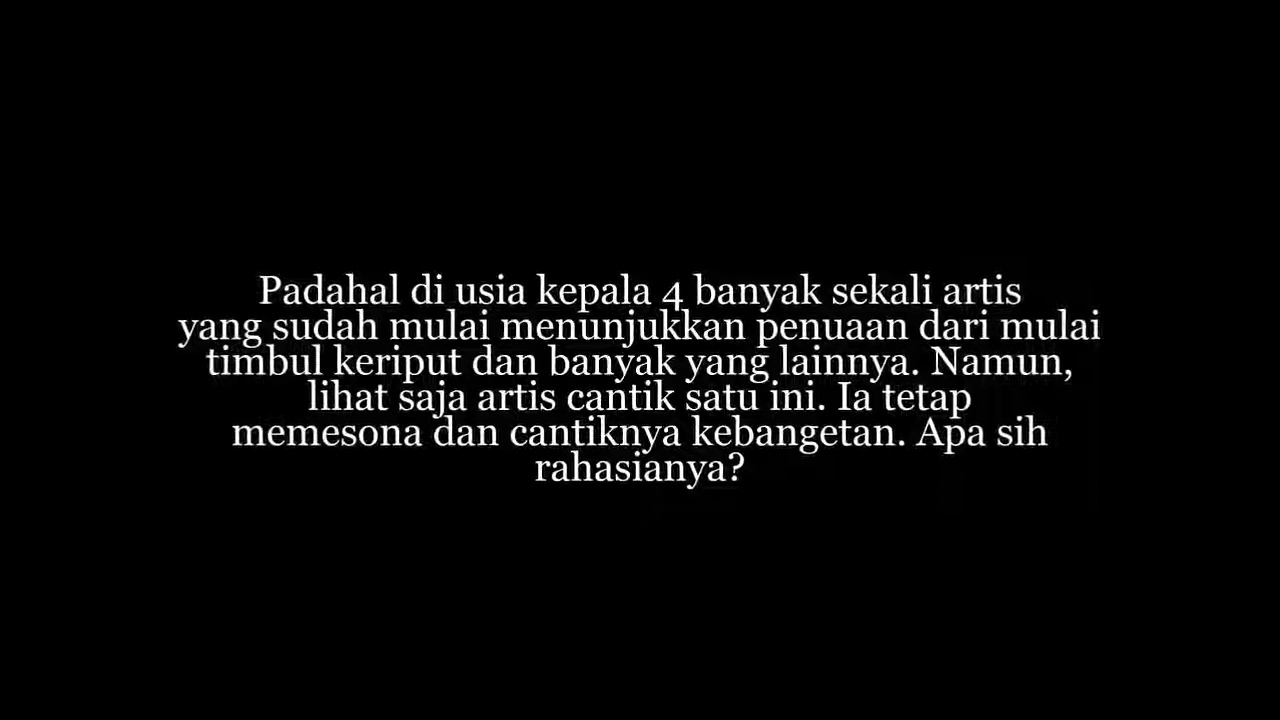 Padahal di usia kepala 4 banyak sekali artis
yang sudah mulai menunjukkan penuaan dari mulai
timbul keriput dan banyak yang lainnya. Namun,
lihat saja artis cantik satu ini. Ia tetap
memesona dan cantiknya kebangetan. Apa sih
rahasianya?